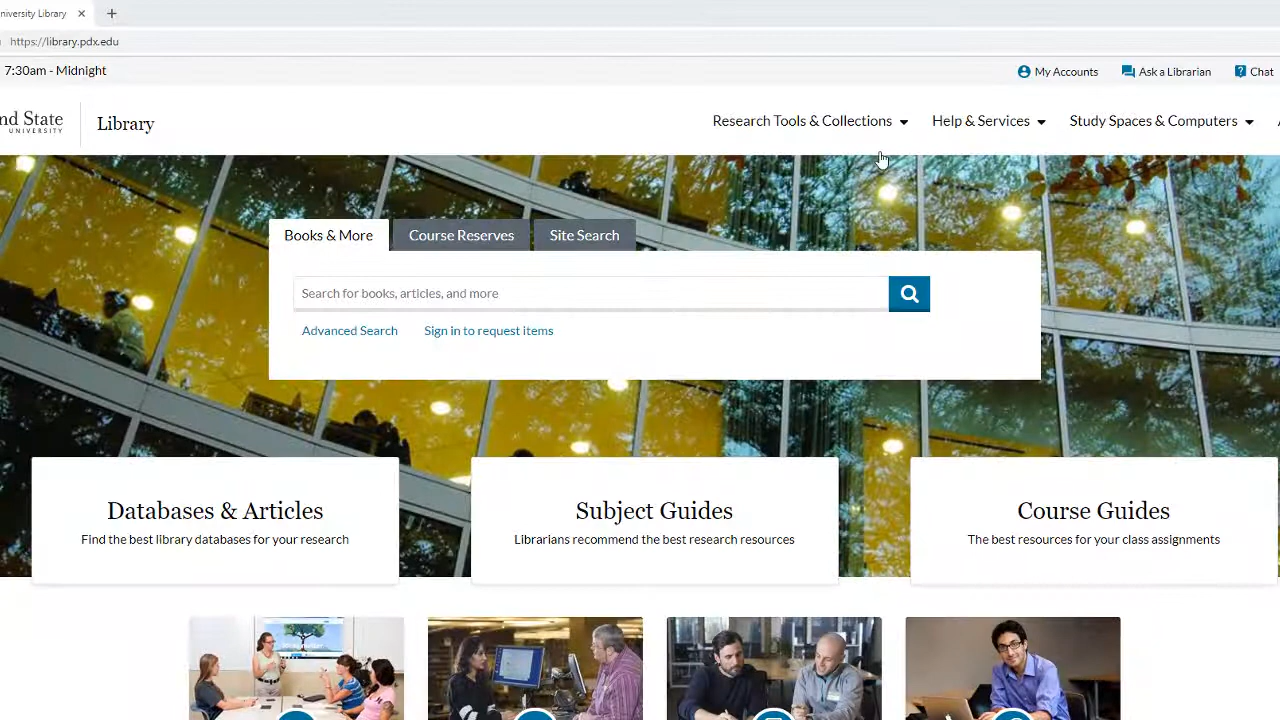 niversity Library
https://library.pdx.edu
7:30am - Midnight
My Accounts
Ask a Librarian
Chat
nd State
UNIVERSITY
Library
Research Tools & Collections
Help & Services
Study Spaces & Computers
Books & More
Course Reserves
Site Search
Search for books, articles, and more
Advanced Search
Sign in to request items
Databases & Articles
Find the best library databases for your research
Subject Guides
Librarians recommend the best research resources
Course Guides
The best resources for your class assignments